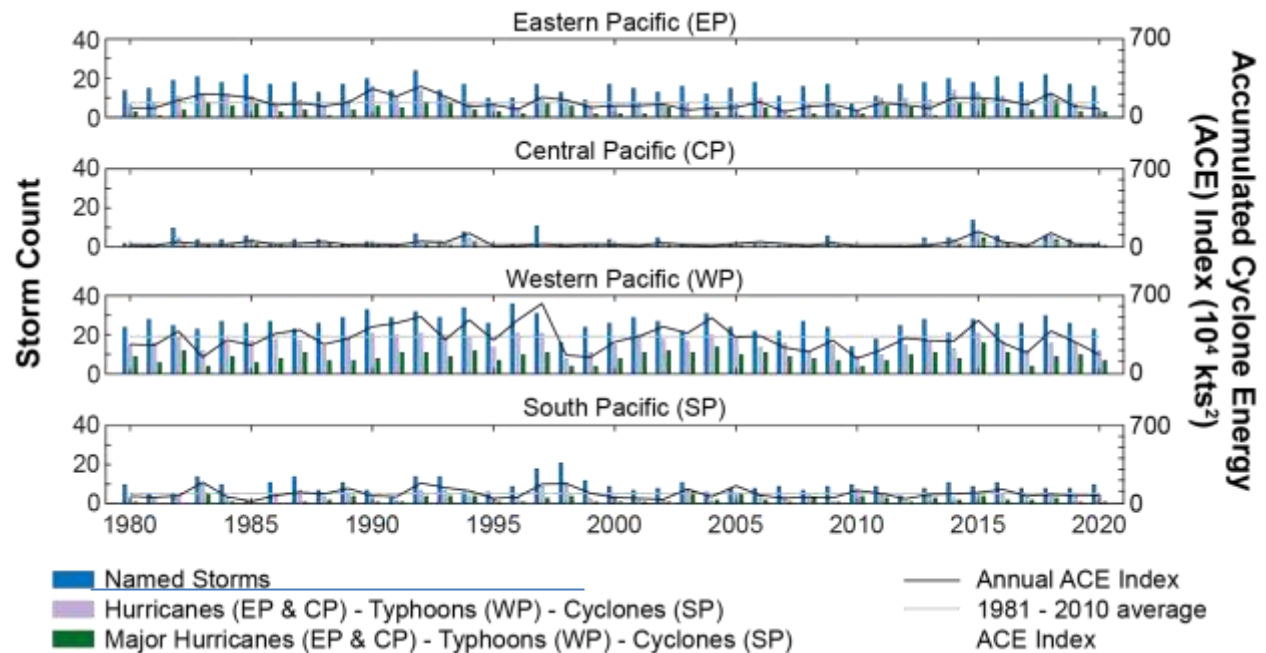 Eastern Pacific (EP)
40
20
0
700
0
Central Pacific (CP)
40
20
0
700
0
Western Pacific (WP)
40
20
0
700
0
South Pacific (SP)
40
20
0
700
0
1980 1985 1990 1995 2000 2005 2010 2015 2020
Storm Count
Accumulated Cyclone Energy
(ACE) Index (10⁴ kts²)
Named Storms
Hurricanes (EP & CP) - Typhoons (WP) - Cyclones (SP)
Major Hurricanes (EP & CP) - Typhoons (WP) - Cyclones (SP)
Annual ACE Index
1981 - 2010 average
ACE Index